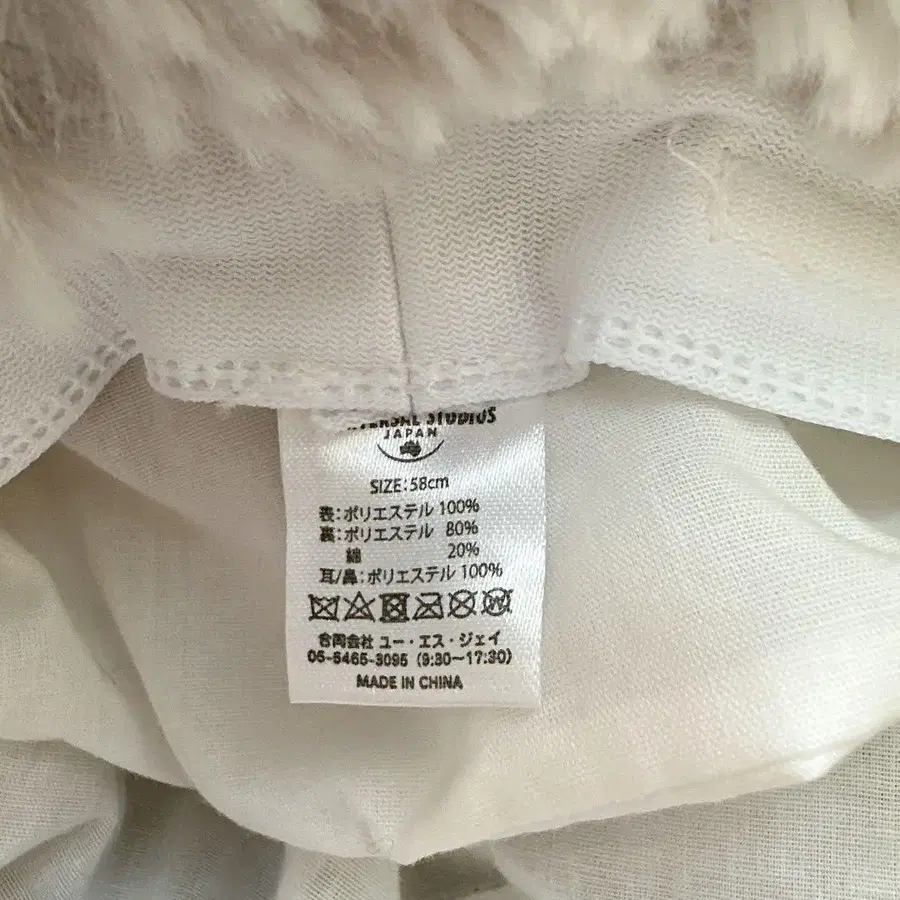 STUDIOS
JAPAN
SIZE:58cm
表:ポリエステル 100%
裏:ポリエステル 80%
綿 20%
耳/鼻:ポリエステル 100%
合同会社 ユー・エス・ジェイ
06-6465-3095 (9:30〜17:30)
MADE IN CHINA